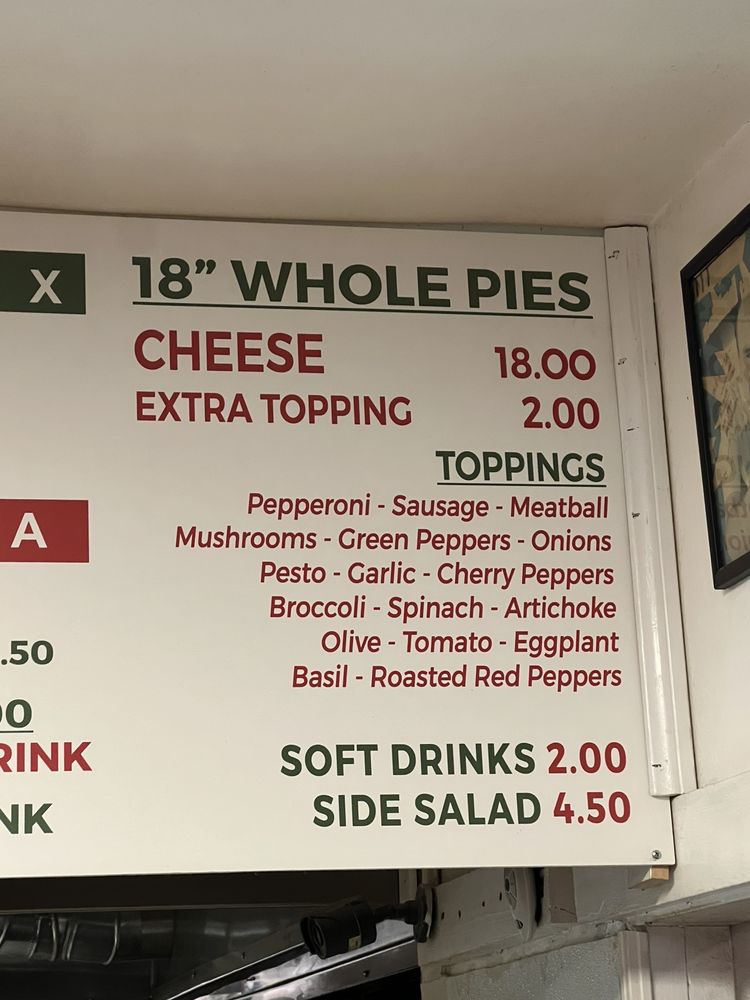 X
18” WHOLE PIES
CHEESE 18.00
EXTRA TOPPING 2.00
TOPPINGS
Pepperoni - Sausage - Meatball
A
Mushrooms - Green Peppers - Onions
Pesto - Garlic - Cherry Peppers
Broccoli - Spinach - Artichoke
Olive - Tomato - Eggplant
.50
Basil - Roasted Red Peppers
00
RINK
SOFT DRINKS 2.00
NK
SIDE SALAD 4.50